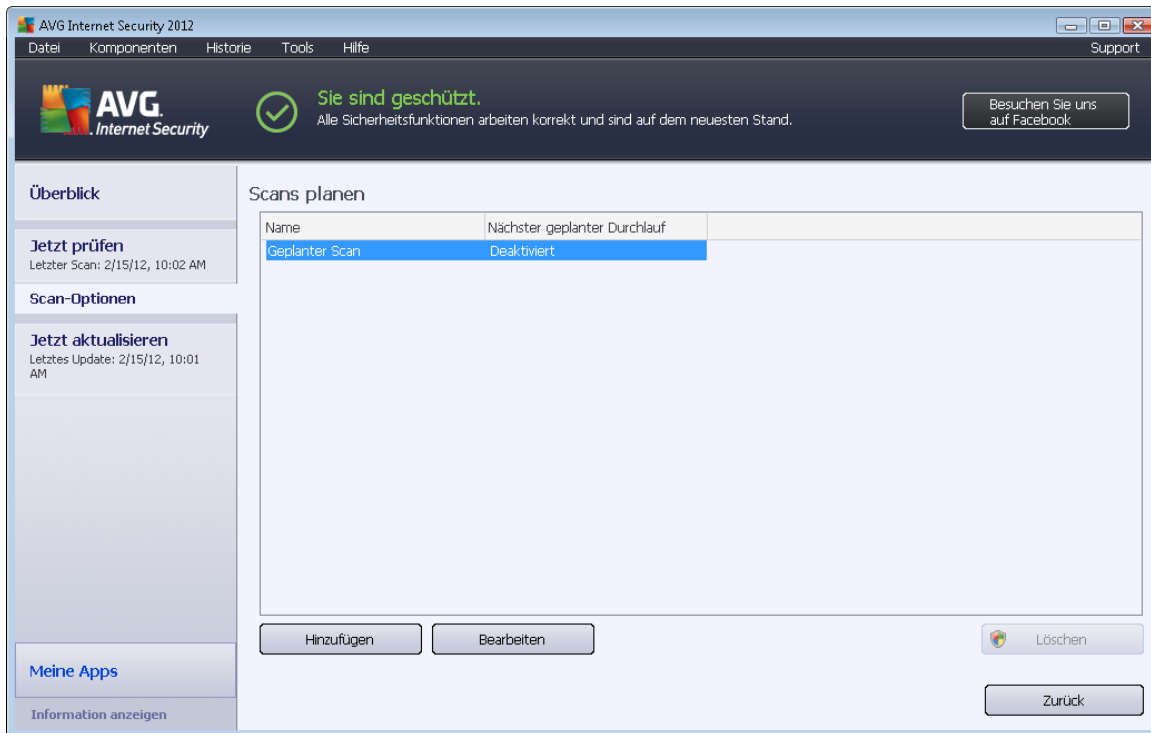 AVG Internet Security 2012
Datei Komponenten Historie Tools Hilfe Support
AVG.
Internet Security
Sie sind geschützt.
Alle Sicherheitsfunktionen arbeiten korrekt und sind auf dem neuesten Stand.
Besuchen Sie uns
auf Facebook
Überblick
Jetzt prüfen
Letzter Scan: 2/15/12, 10:02 AM
Scan-Optionen
Jetzt aktualisieren
Letztes Update: 2/15/12, 10:01
AM
Meine Apps
Information anzeigen
Scans planen
Name Nächster geplanter Durchlauf
Geplanter Scan Deaktiviert
Hinzufügen Bearbeiten Löschen
Zurück